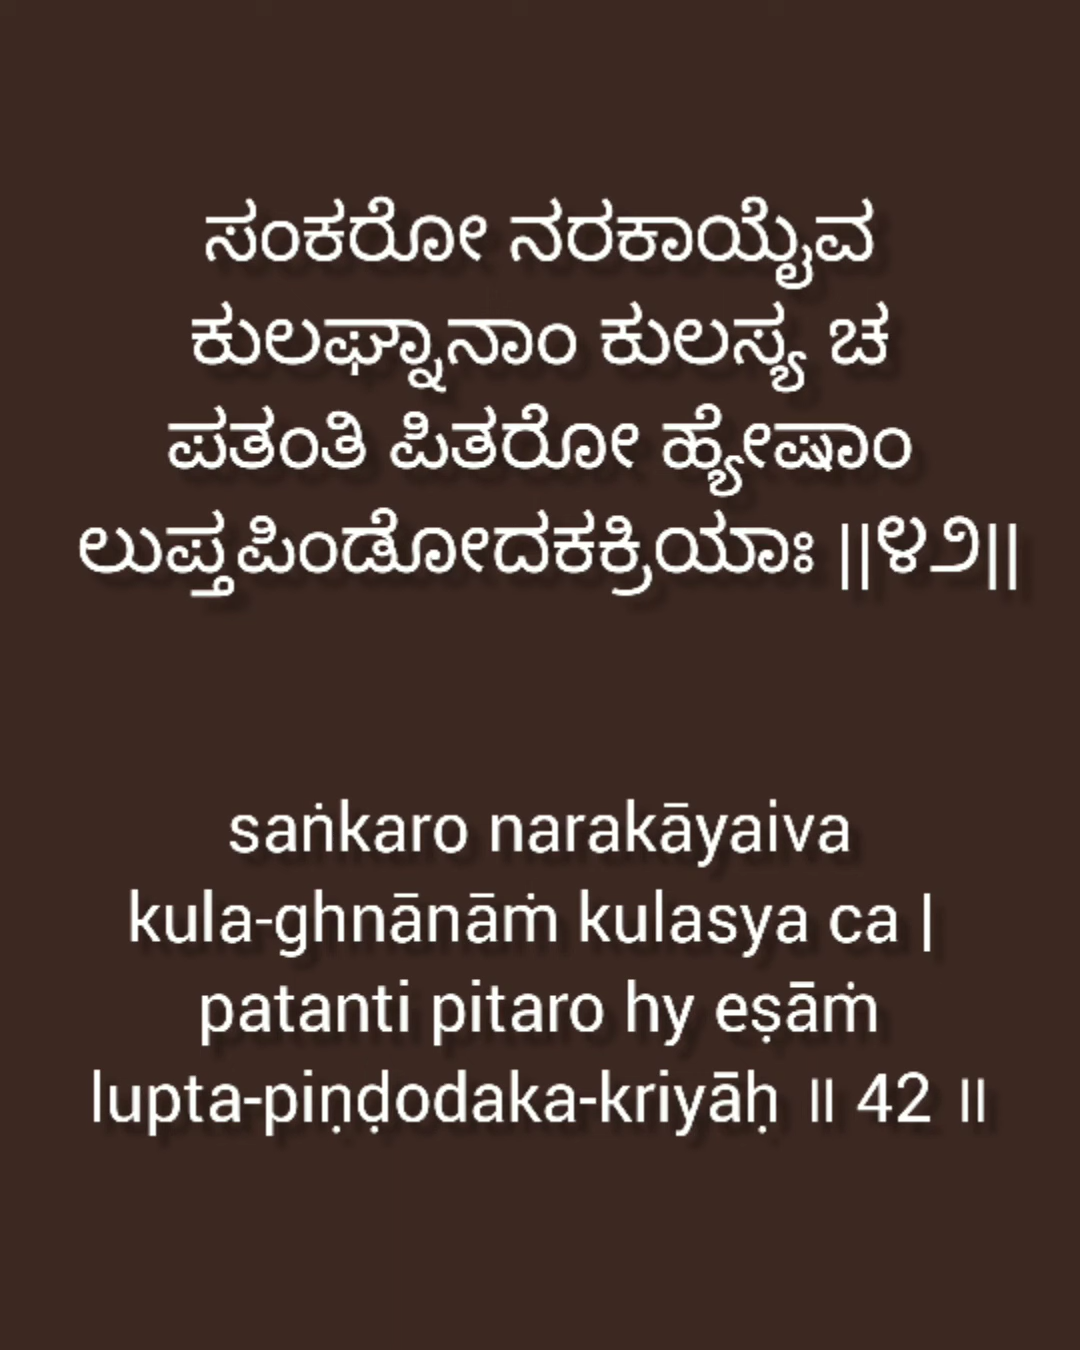 ಸಂಕರೋ ನರಕಾಯೈವ
ಕುಲಘ್ನಾನಾಂ ಕುಲಸ್ಯ ಚ
ಪತಂತಿ ಪಿತರೋ ಹ್ಯೇಷಾಂ
ಲುಪ್ತಪಿಂಡೋದಕಕ್ರಿಯಾಃ ||೪೨||
saṅkaro narakāyaiva
kula-ghnānāṁ kulasya ca |
patanti pitaro hy eṣāṁ
lupta-piṇḍodaka-kriyāḥ ॥ 42 ॥